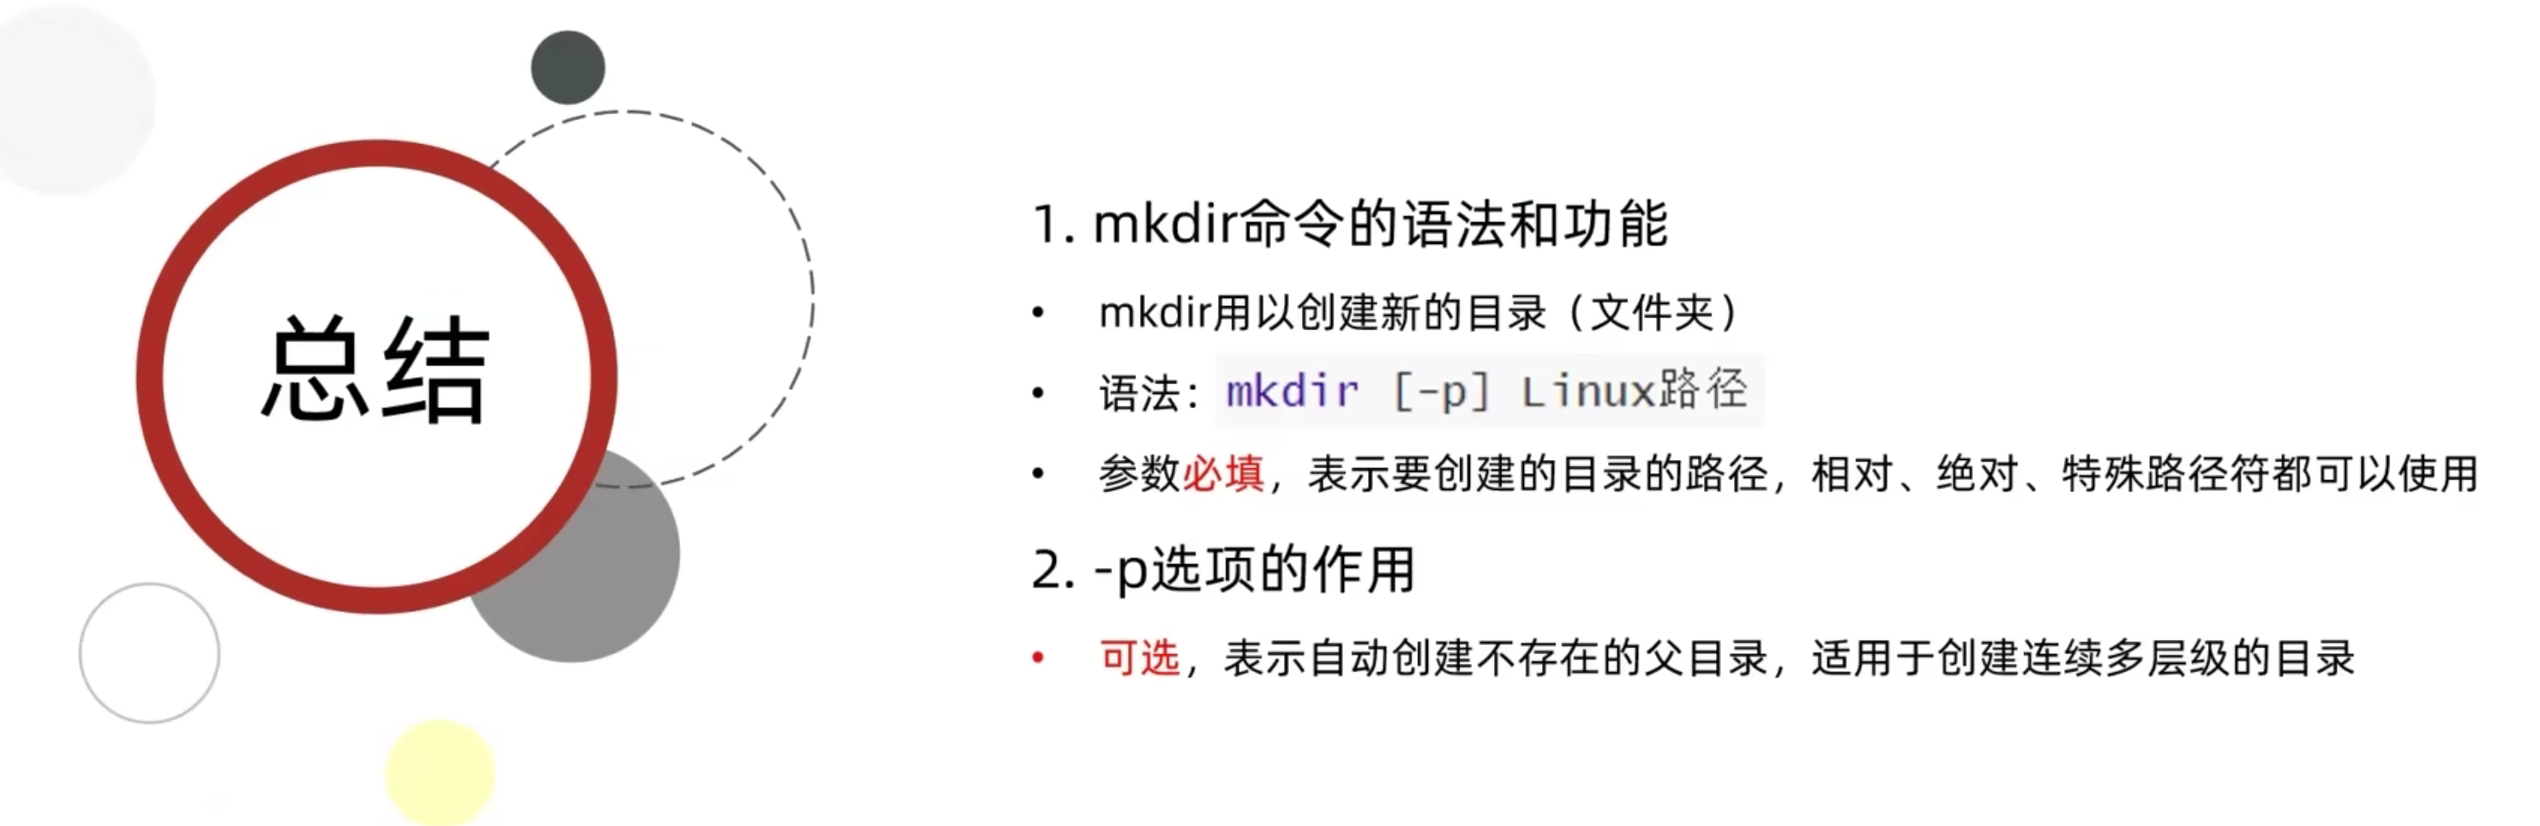 总结
1. mkdir命令的语法和功能
• mkdir用以创建新的目录（文件夹）
• 语法：mkdir [-p] Linux路径
• 参数必填，表示要创建的目录的路径，相对、绝对、特殊路径符都可以使用
2. -p选项的作用
• 可选，表示自动创建不存在的父目录，适用于创建连续多层级的目录